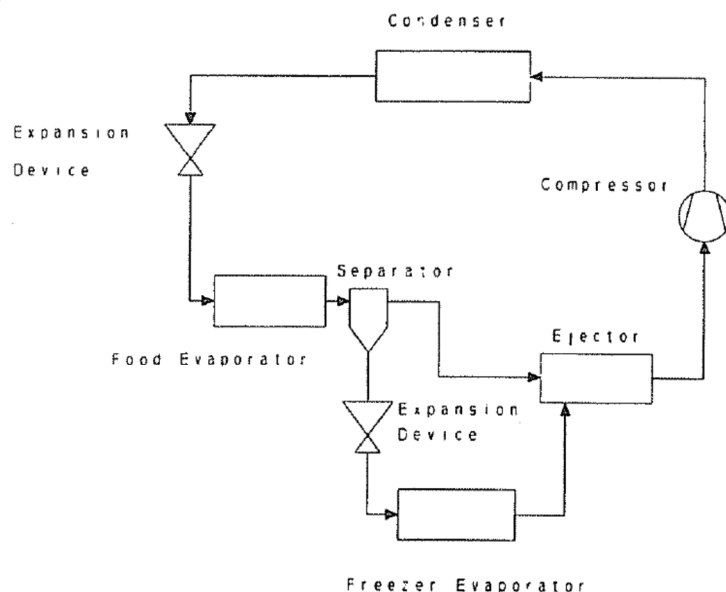 Condenser
Expansion
Device
Compressor
Separator
Ejector
Food Evaporator
Expansion
Device
Freezer Evaporator